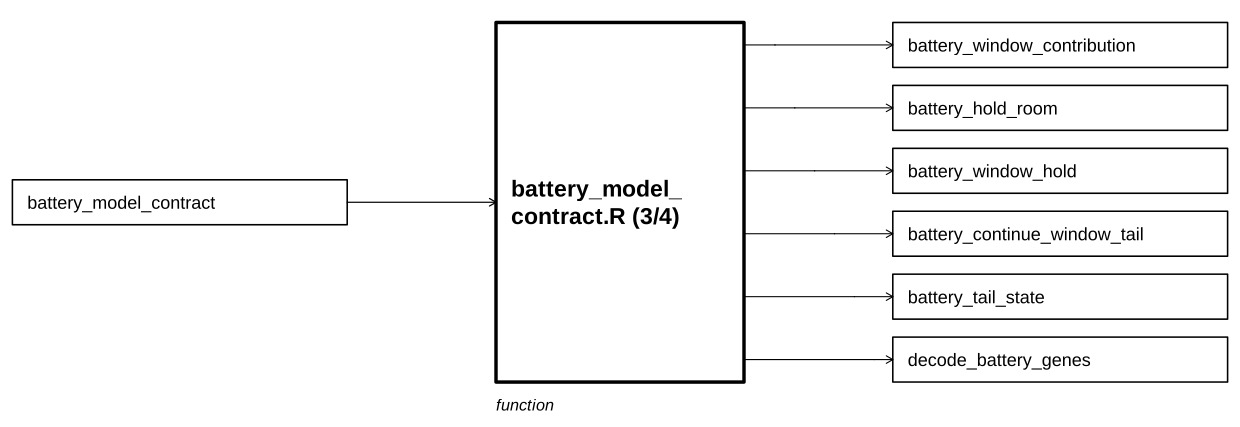 battery_model_contract
battery_model_
contract.R (3/4)
function
battery_window_contribution
battery_hold_room
battery_window_hold
battery_continue_window_tail
battery_tail_state
decode_battery_genes